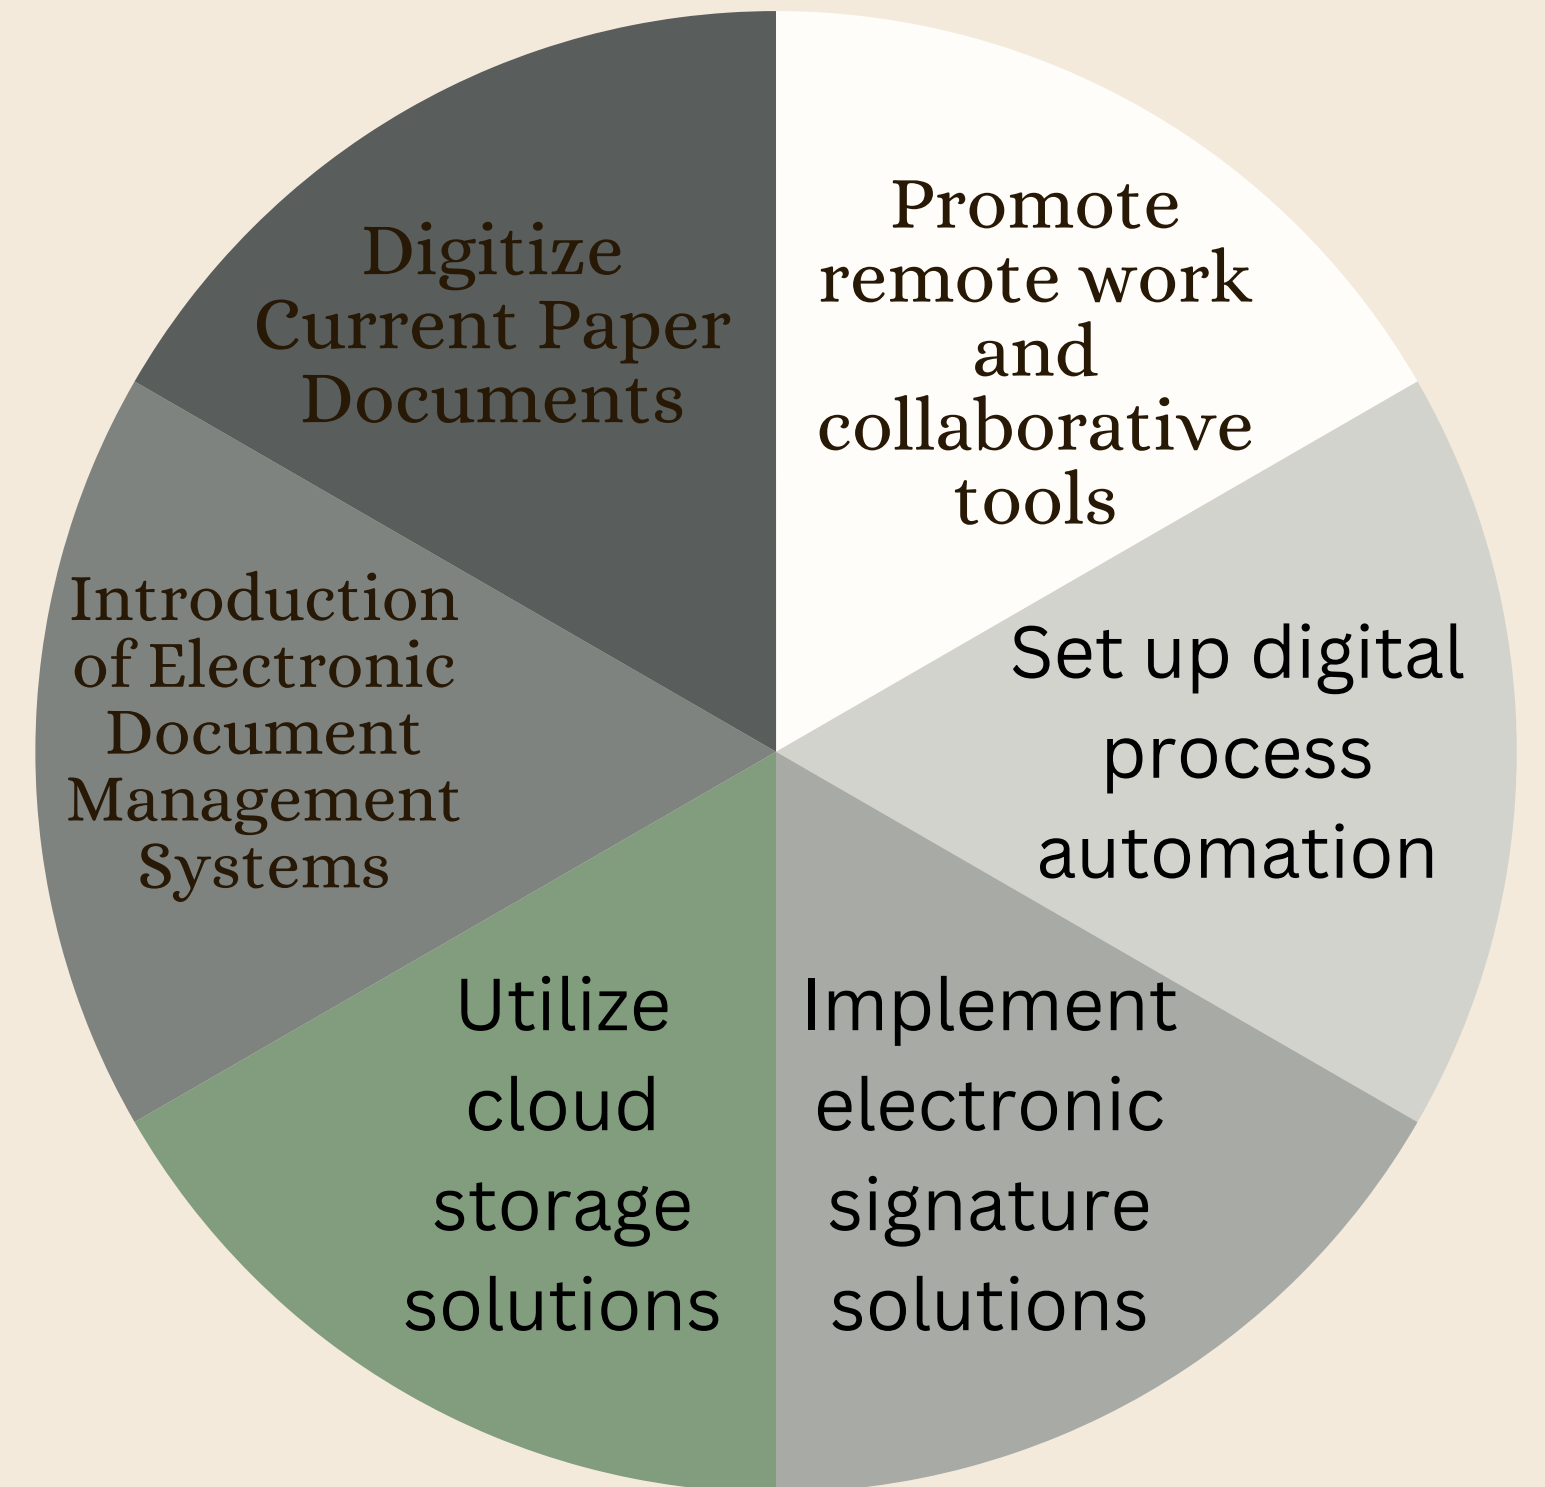 Digitize
Current Paper
Documents
Promote
remote work
and
collaborative
tools
Introduction
of Electronic
Document
Management
Systems
Set up digital
process
automation
Utilize
cloud
storage
solutions
Implement
electronic
signature
solutions